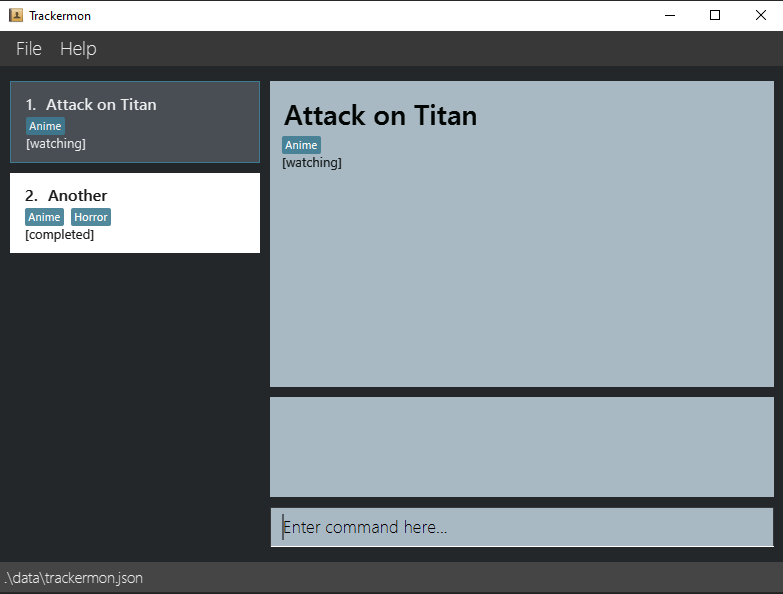 Trackermon
File Help
1. Attack on Titan
Anime
[watching]
2. Another
Anime Horror
[completed]
Attack on Titan
Anime
[watching]
Enter command here...
.\data\trackermon.json